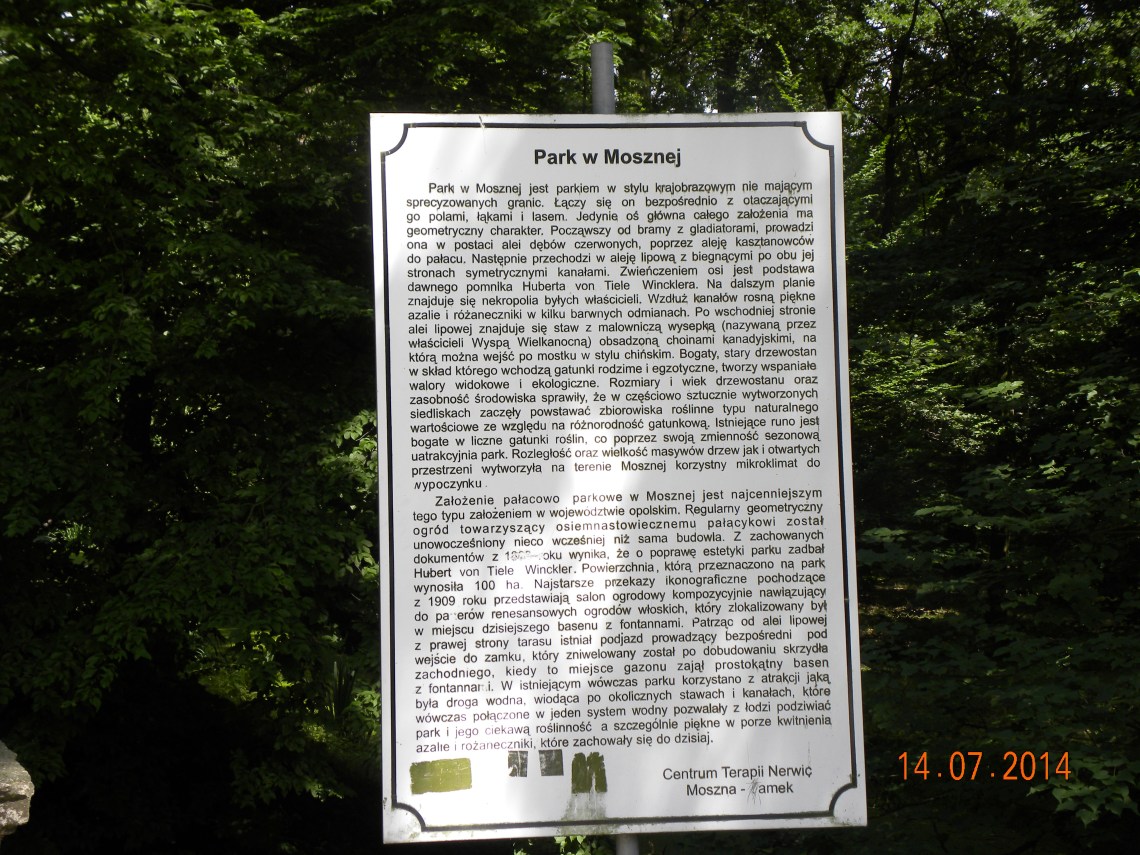 Park w Mosznej
Park w Mosznej jest parkiem w stylu krajobrazowym nie mającym
sprecyzowanych granic. Łączy się on bezpośrednio z otaczającymi
go polami, łąkami i lasem. Jedynie oś główna całego założenia ma
geometryczny charakter. Począwszy od bramy z gladiatorami, prowadzi
ona w postaci alei dębów czerwonych, poprzez aleję kasztanowców
do pałacu. Następnie przechodzi w aleję lipową z biegnącymi po obu jej
stronach symetrycznymi kanałami. Zwieńczeniem osi jest podstawa
dawnego pomnika Huberta von Tiele Wincklera. Na dalszym planie
znajduje się nekropolia byłych właścicieli. Wzdłuż kanałów rosną piękne
azalie i różaneczniki w kilku barwnych odmianach. Po wschodniej stronie
alei lipowej znajduje się staw z malowniczą wysepką (nazywaną przez
właścicieli Wyspą Wielkanocną) obsadzoną choinami kanadyjskimi, na
którą można wejść po mostku w stylu chińskim. Bogaty, stary drzewostan
w skład którego wchodzą gatunki rodzime i egzotyczne, tworzy wspaniałe
walory widokowe i ekologiczne. Rozmiary i wiek drzewostanu oraz
zasobność środowiska sprawiły, że w częściowo sztucznie wytworzonych
siedliskach zaczęły powstawać zbiorowiska roślinne typu naturalnego
wartościowe ze względu na różnorodność gatunkową. Istniejące runo jest
bogate w liczne gatunki roślin, co poprzez swoją zmienność sezonową
uatrakcyjnia park. Rozległość oraz wielkość masywów drzew jak i otwartych
przestrzeni wytworzyła na terenie Mosznej korzystny mikroklimat do
wypoczynku.
Założenie pałacowo parkowe w Mosznej jest najcenniejszym
tego typu założeniem w województwie opolskim. Regularny geometryczny
ogród towarzyszący osiemnastowiecznemu pałacykowi został
unowocześniony nieco wcześniej niż sama budowla. Z zachowanych
dokumentów z roku wynika, że o poprawę estetyki parku zadbał
Hubert von Tiele Winckler. Powierzchnia, którą przeznaczono na park
wynosiła 100 ha. Najstarsze przekazy ikonograficzne pochodzące
z 1909 roku przedstawiają salon ogrodowy kompozycyjnie nawiązujący
do parterów renesansowych ogrodów włoskich, który zlokalizowany był
w miejscu dzisiejszego basenu z fontannami. Patrząc od alei lipowej
z prawej strony tarasu istniał podjazd prowadzący bezpośredni pod
wejście do zamku, który zniwelowany został po dobudowaniu skrzydła
zachodniego, kiedy to miejsce gazonu zajął prostokątny basen
z fontannami. W istniejącym wówczas parku korzystano z atrakcji jaką
była droga wodna, wiodąca po okolicznych stawach i kanałach, które
wówczas połączone w jeden system wodny pozwalały z łodzi podziwiać
park i jego ciekawą roślinność a szczególnie piękne w porze kwitnienia
azalie i różaneczniki, które zachowały się do dzisiaj.
Centrum Terapii Nerwic
Moszna - Zamek
14.07.2014